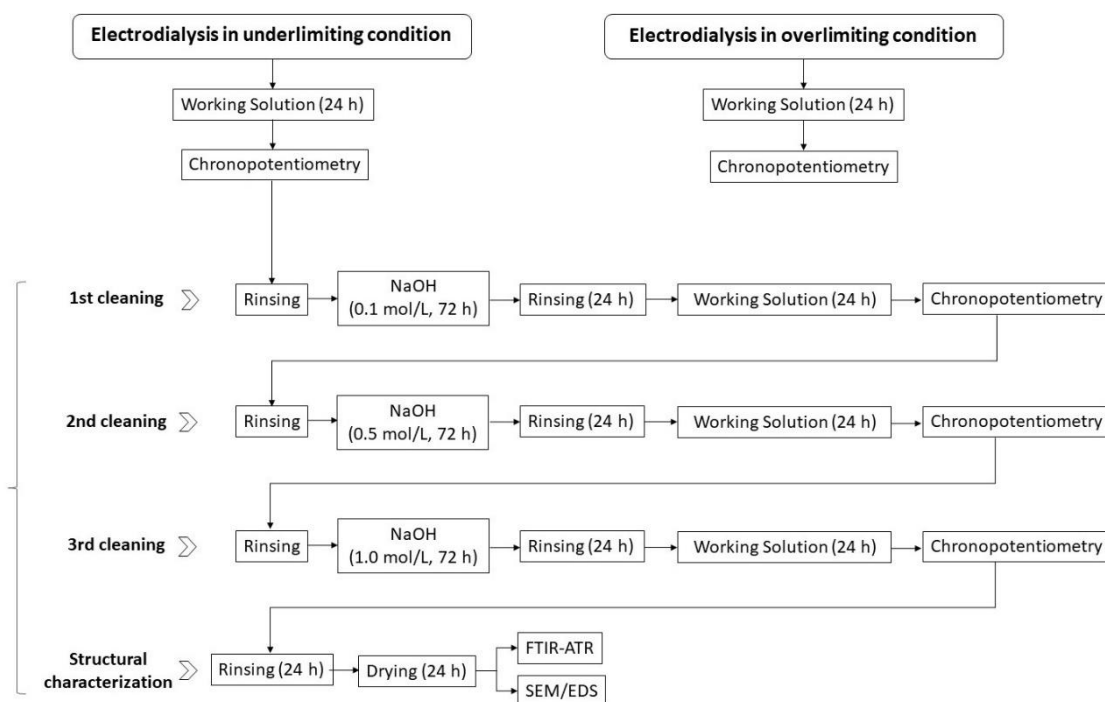 Electrodialysis in underlimiting condition
Electrodialysis in overlimiting condition
Working Solution (24 h)
Working Solution (24 h)
Chronopotentiometry
Chronopotentiometry
1st cleaning
Rinsing
NaOH
(0.1 mol/L, 72 h)
Rinsing (24 h)
Working Solution (24 h)
Chronopotentiometry
2nd cleaning
Rinsing
NaOH
(0.5 mol/L, 72 h)
Rinsing (24 h)
Working Solution (24 h)
Chronopotentiometry
3rd cleaning
Rinsing
NaOH
(1.0 mol/L, 72 h)
Rinsing (24 h)
Working Solution (24 h)
Chronopotentiometry
Structural
characterization
Rinsing (24 h)
Drying (24 h)
FTIR-ATR
SEM/EDS